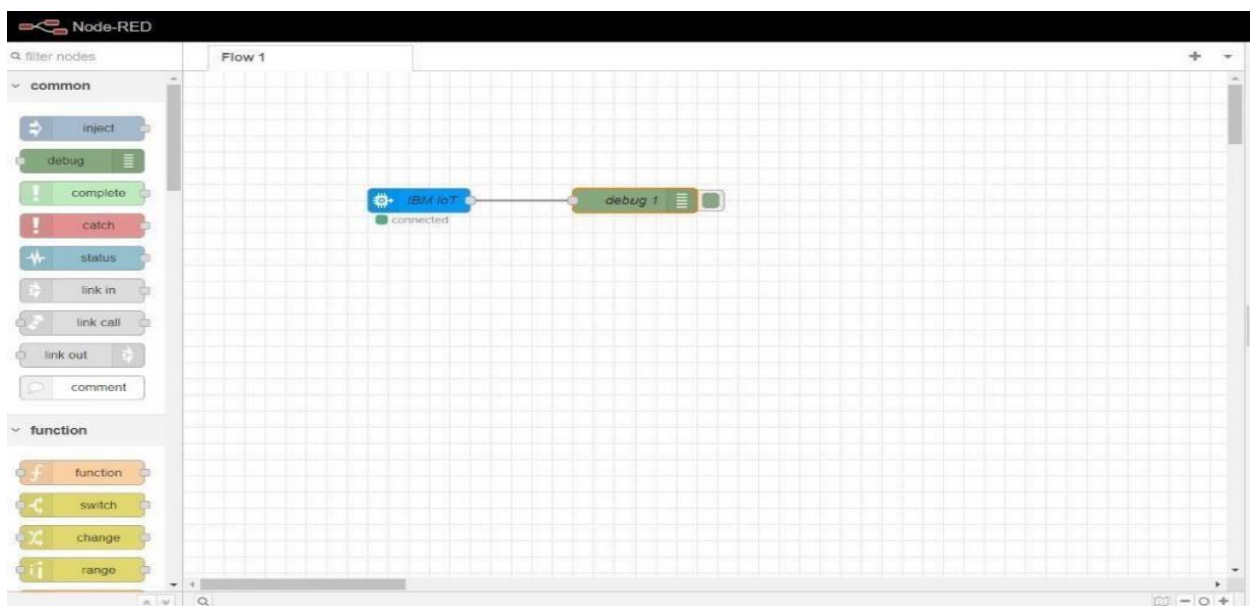 Node-RED
filter nodes
Flow 1
common
inject
debug
complete
catch
status
link in
link call
link out
comment
function
function
switch
change
range
IBM IoT
connected
debug 1